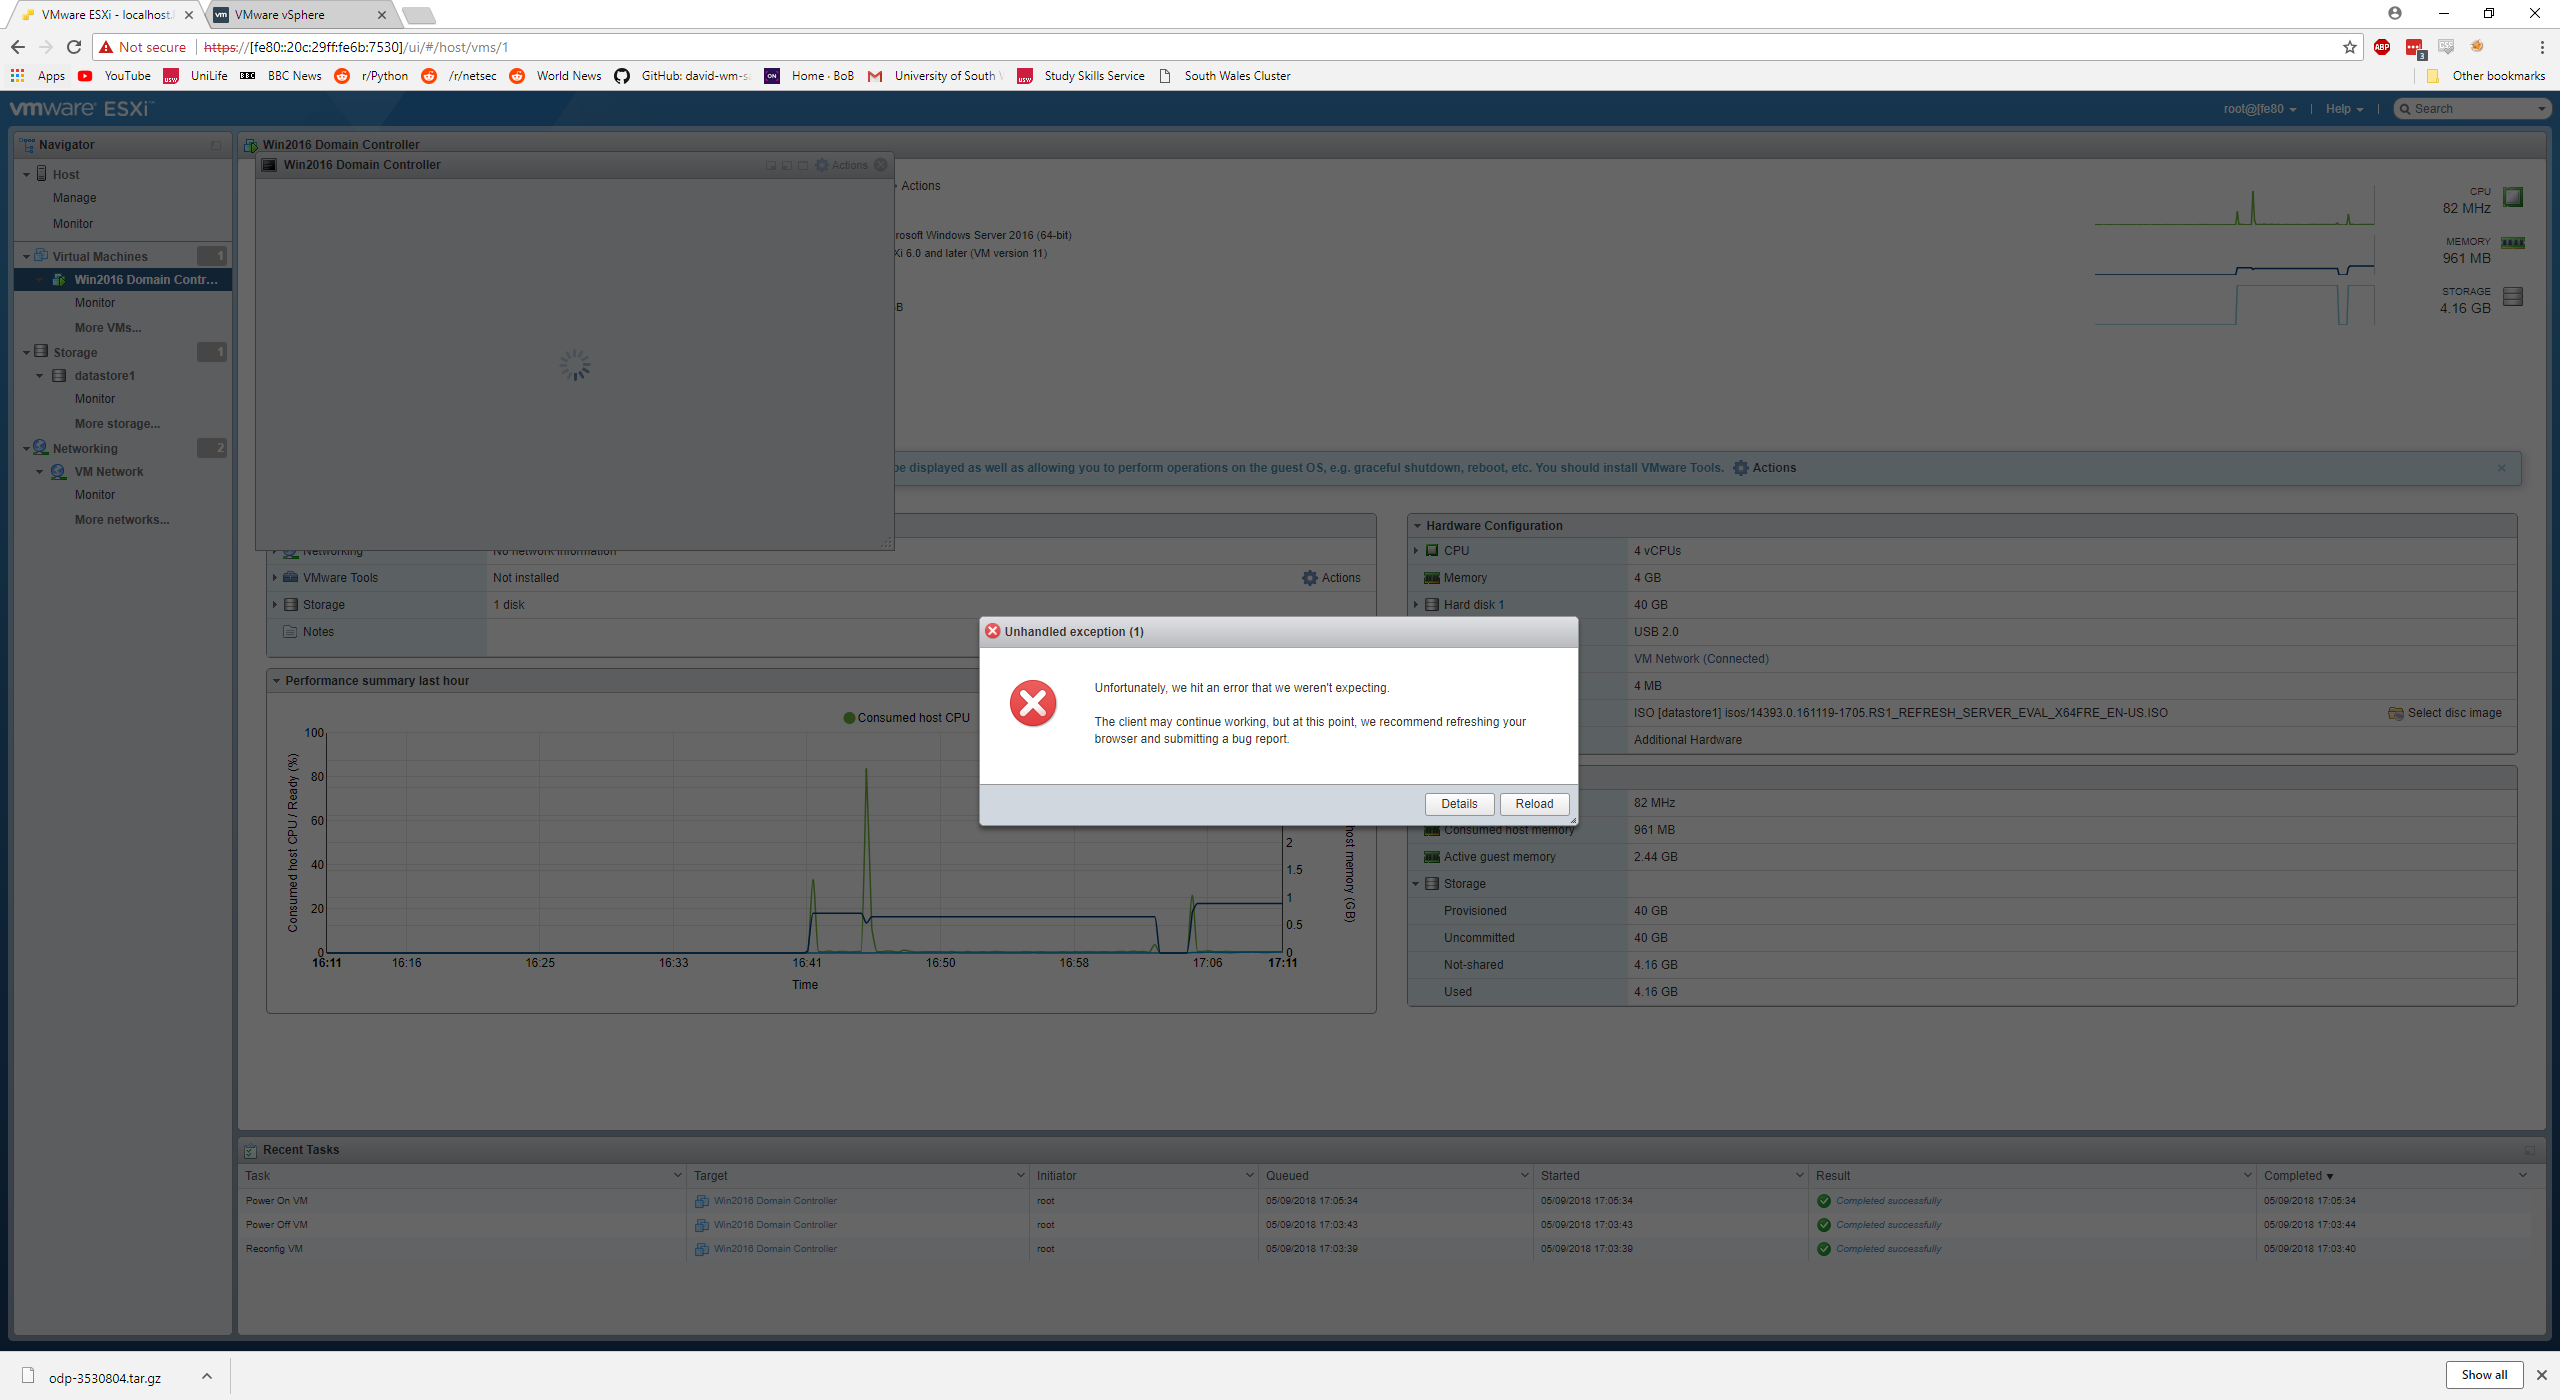 VMware ESXi - localhost.
VMware vSphere
Not secure
https://[fe80::20c:29ff:fe6b:7530]/ui/#/host/vms/1
Apps
YouTube
UniLife
BBC News
r/Python
/r/netsec
World News
GitHub: david-wm-s
Home · BoB
University of South
Study Skills Service
South Wales Cluster
Other bookmarks
vmware ESXi
root@[fe80
Help
Search
Navigator
Host
Manage
Monitor
Virtual Machines 1
Win2016 Domain Contr...
Monitor
More VMs...
Storage 1
datastore1
Monitor
More storage...
Networking 2
VM Network
Monitor
More networks...
Win2016 Domain Controller
Win2016 Domain Controller
Actions
Actions
rosoft Windows Server 2016 (64-bit)
Xi 6.0 and later (VM version 11)
B
CPU
82 MHz
MEMORY
961 MB
STORAGE
4.16 GB
be displayed as well as allowing you to perform operations on the guest OS, e.g. graceful shutdown, reboot, etc. You should install VMware Tools. Actions
Networking No network information
VMware Tools Not installed Actions
Storage 1 disk
Notes
Hardware Configuration
CPU 4 vCPUs
Memory 4 GB
Hard disk 1 40 GB
USB 2.0
VM Network (Connected)
4 MB
ISO [datastore1] isos/14393.0.161119-1705.RS1_REFRESH_SERVER_EVAL_X64FRE_EN-US.ISO Select disc image
Additional Hardware
Unhandled exception (1)
Unfortunately, we hit an error that we weren't expecting.
The client may continue working, but at this point, we recommend refreshing your
browser and submitting a bug report.
Details
Reload
Performance summary last hour
Consumed host CPU
Consumed host CPU / Ready (%)
100
80
60
40
20
0
host memory (GB)
2
1.5
1
0.5
0
16:11 16:16 16:25 16:33 16:41 16:50 16:58 17:06 17:11
Time
82 MHz
Consumed host memory 961 MB
Active guest memory 2.44 GB
Storage
Provisioned 40 GB
Uncommitted 40 GB
Not-shared 4.16 GB
Used 4.16 GB
Recent Tasks
Task Target Initiator Queued Started Result Completed
Power On VM Win2016 Domain Controller root 05/09/2018 17:05:34 05/09/2018 17:05:34 Completed successfully 05/09/2018 17:05:34
Power Off VM Win2016 Domain Controller root 05/09/2018 17:03:43 05/09/2018 17:03:43 Completed successfully 05/09/2018 17:03:44
Reconfig VM Win2016 Domain Controller root 05/09/2018 17:03:39 05/09/2018 17:03:39 Completed successfully 05/09/2018 17:03:40
odp-3530804.tar.gz
Show all